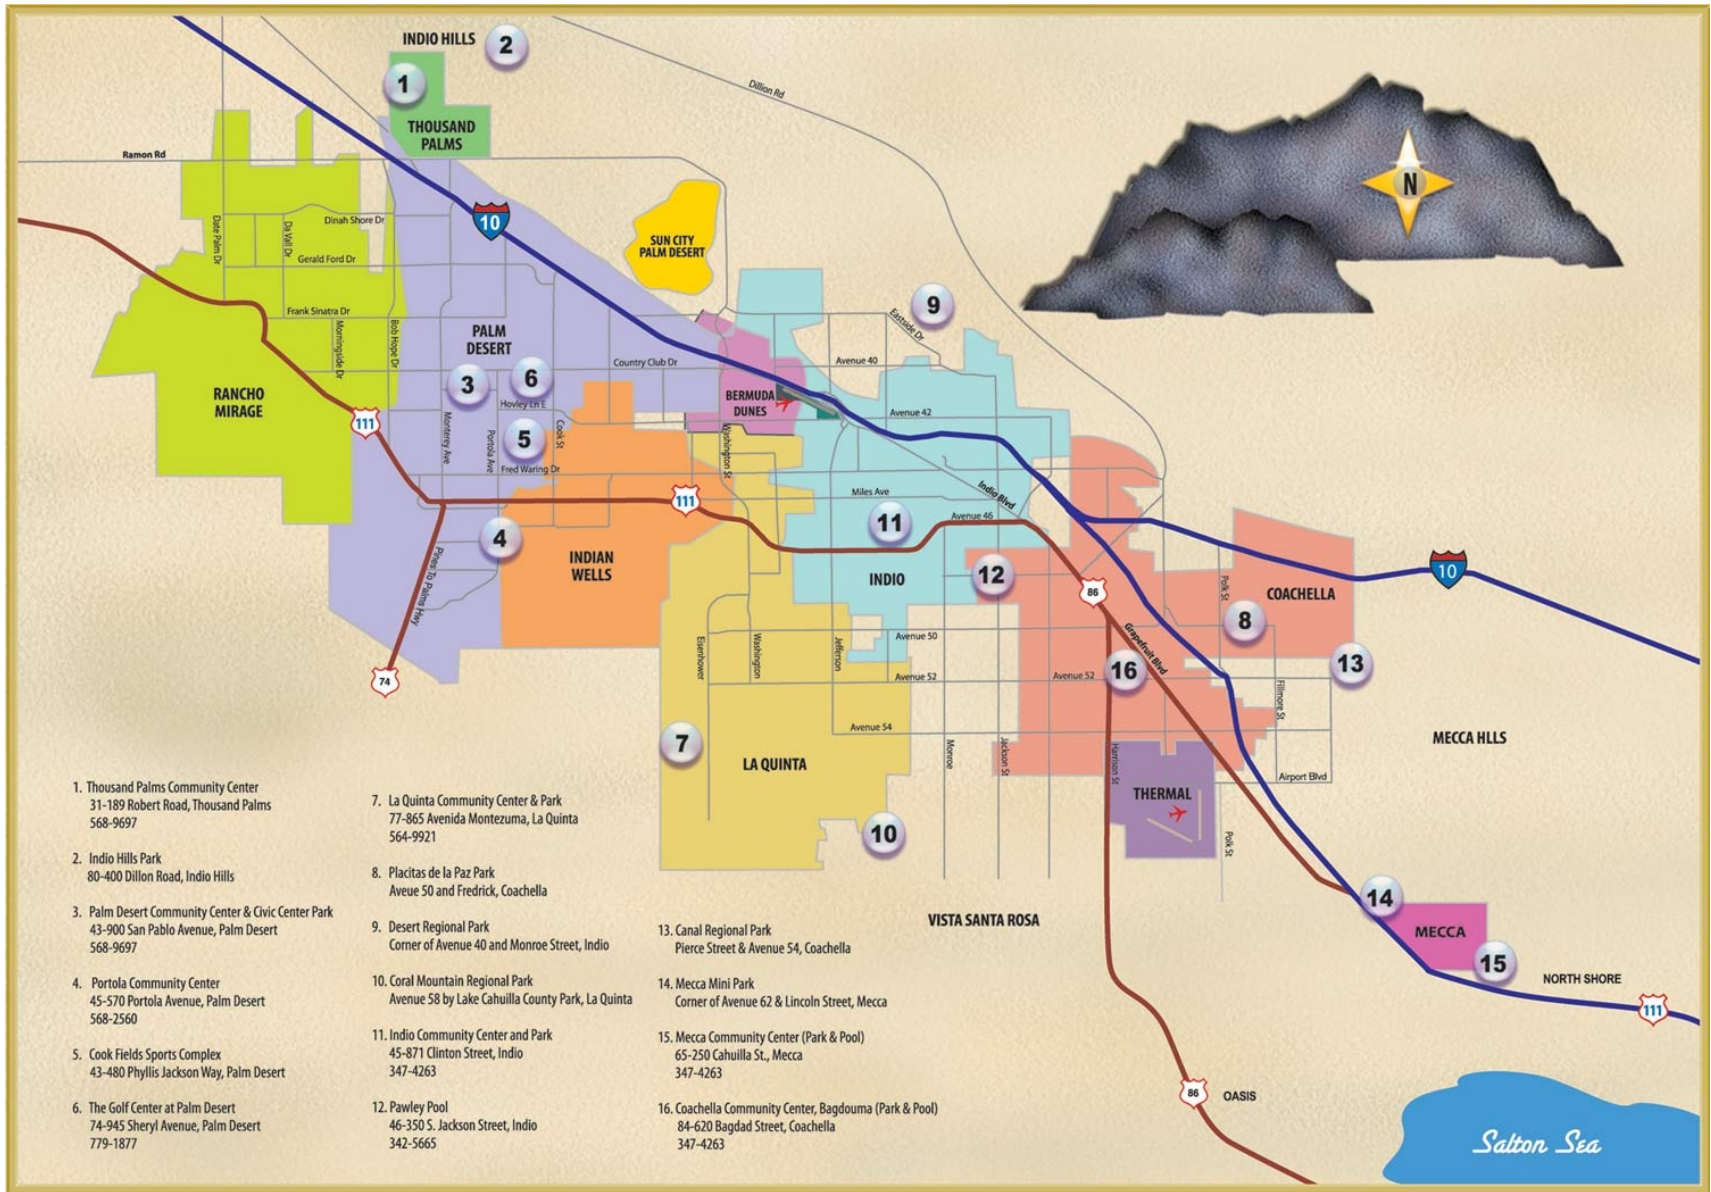 INDIO HILLS
2
1
THOUSAND
PALMS
Dillion Rd
N
Ramon Rd
10
Date Palm Dr
Da Vall Dr
Dinah Shore Dr
Gerald Ford Dr
SUN CITY
PALM DESERT
Frank Sinatra Dr
Morningside Dr
Bob Hope Dr
PALM
DESERT
9
Eastside Dr
Country Club Dr
Avenue 40
3
6
RANCHO
MIRAGE
BERMUDA
DUNES
Hovley Ln E
Avenue 42
111
Monterey Ave
Portola Ave
5
Cook St
Washington St
Fred Waring Dr
111
Miles Ave
Indio Blvd
11
Avenue 46
4
INDIAN
WELLS
Pines To Palms Hwy
INDIO
12
86
Polk St
COACHELLA
10
8
Eisenhower
Washington
Jefferson
Avenue 50
Grapefruit Blvd
74
Avenue 52
Avenue 52
16
13
Fillmore St
7
Avenue 54
LA QUINTA
Monroe
Jackson St
Harrison St
MECCA HLLS
Airport Blvd
THERMAL
10
Polk St
14
VISTA SANTA ROSA
MECCA
15
NORTH SHORE
111
86
OASIS
Salton Sea
1. Thousand Palms Community Center
31-189 Robert Road, Thousand Palms
568-9697
2. Indio Hills Park
80-400 Dillon Road, Indio Hills
3. Palm Desert Community Center & Civic Center Park
43-900 San Pablo Avenue, Palm Desert
568-9697
4. Portola Community Center
45-570 Portola Avenue, Palm Desert
568-2560
5. Cook Fields Sports Complex
43-480 Phyllis Jackson Way, Palm Desert
6. The Golf Center at Palm Desert
74-945 Sheryl Avenue, Palm Desert
779-1877
7. La Quinta Community Center & Park
77-865 Avenida Montezuma, La Quinta
564-9921
8. Placitas de la Paz Park
Aveue 50 and Fredrick, Coachella
9. Desert Regional Park
Corner of Avenue 40 and Monroe Street, Indio
10. Coral Mountain Regional Park
Avenue 58 by Lake Cahuilla County Park, La Quinta
11. Indio Community Center and Park
45-871 Clinton Street, Indio
347-4263
12. Pawley Pool
46-350 S. Jackson Street, Indio
342-5665
13. Canal Regional Park
Pierce Street & Avenue 54, Coachella
14. Mecca Mini Park
Corner of Avenue 62 & Lincoln Street, Mecca
15. Mecca Community Center (Park & Pool)
65-250 Cahuilla St., Mecca
347-4263
16. Coachella Community Center, Bagdouma (Park & Pool)
84-620 Bagdad Street, Coachella
347-4263